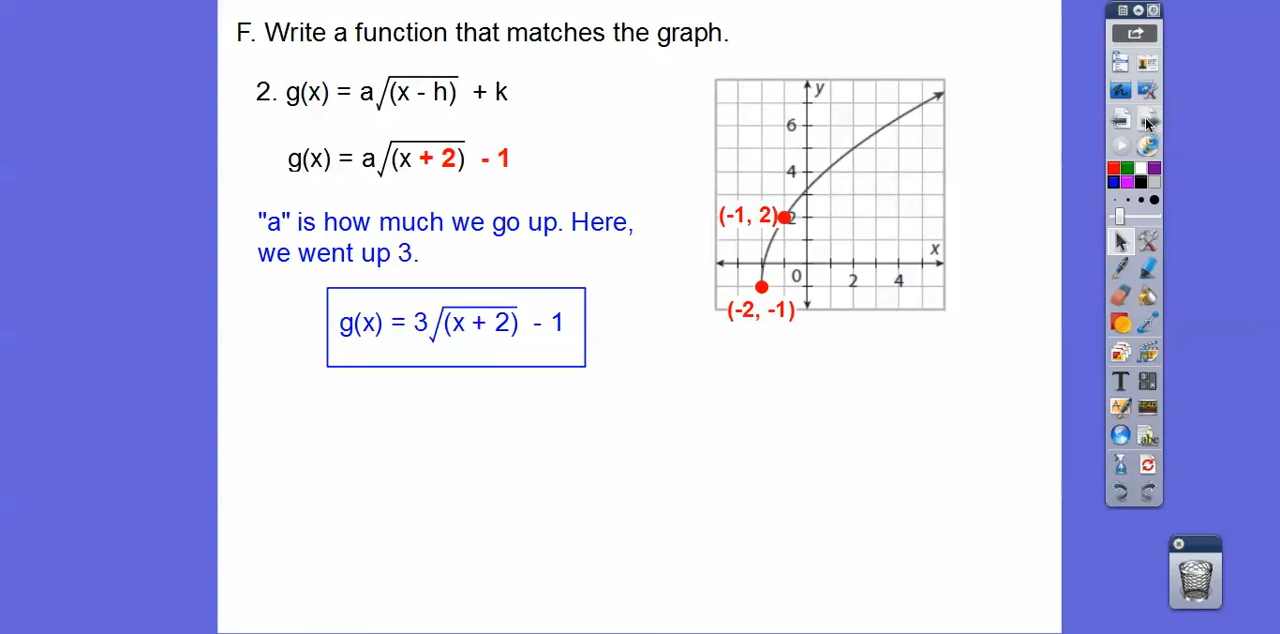 F. Write a function that matches the graph.
2. g(x) = a√(x - h) + k
g(x) = a√(x + 2) - 1
"a" is how much we go up. Here,
we went up 3.
g(x) = 3√(x + 2) - 1
y
6
4
(-1, 2)
2
x
0
2
4
(-2, -1)
T
abc